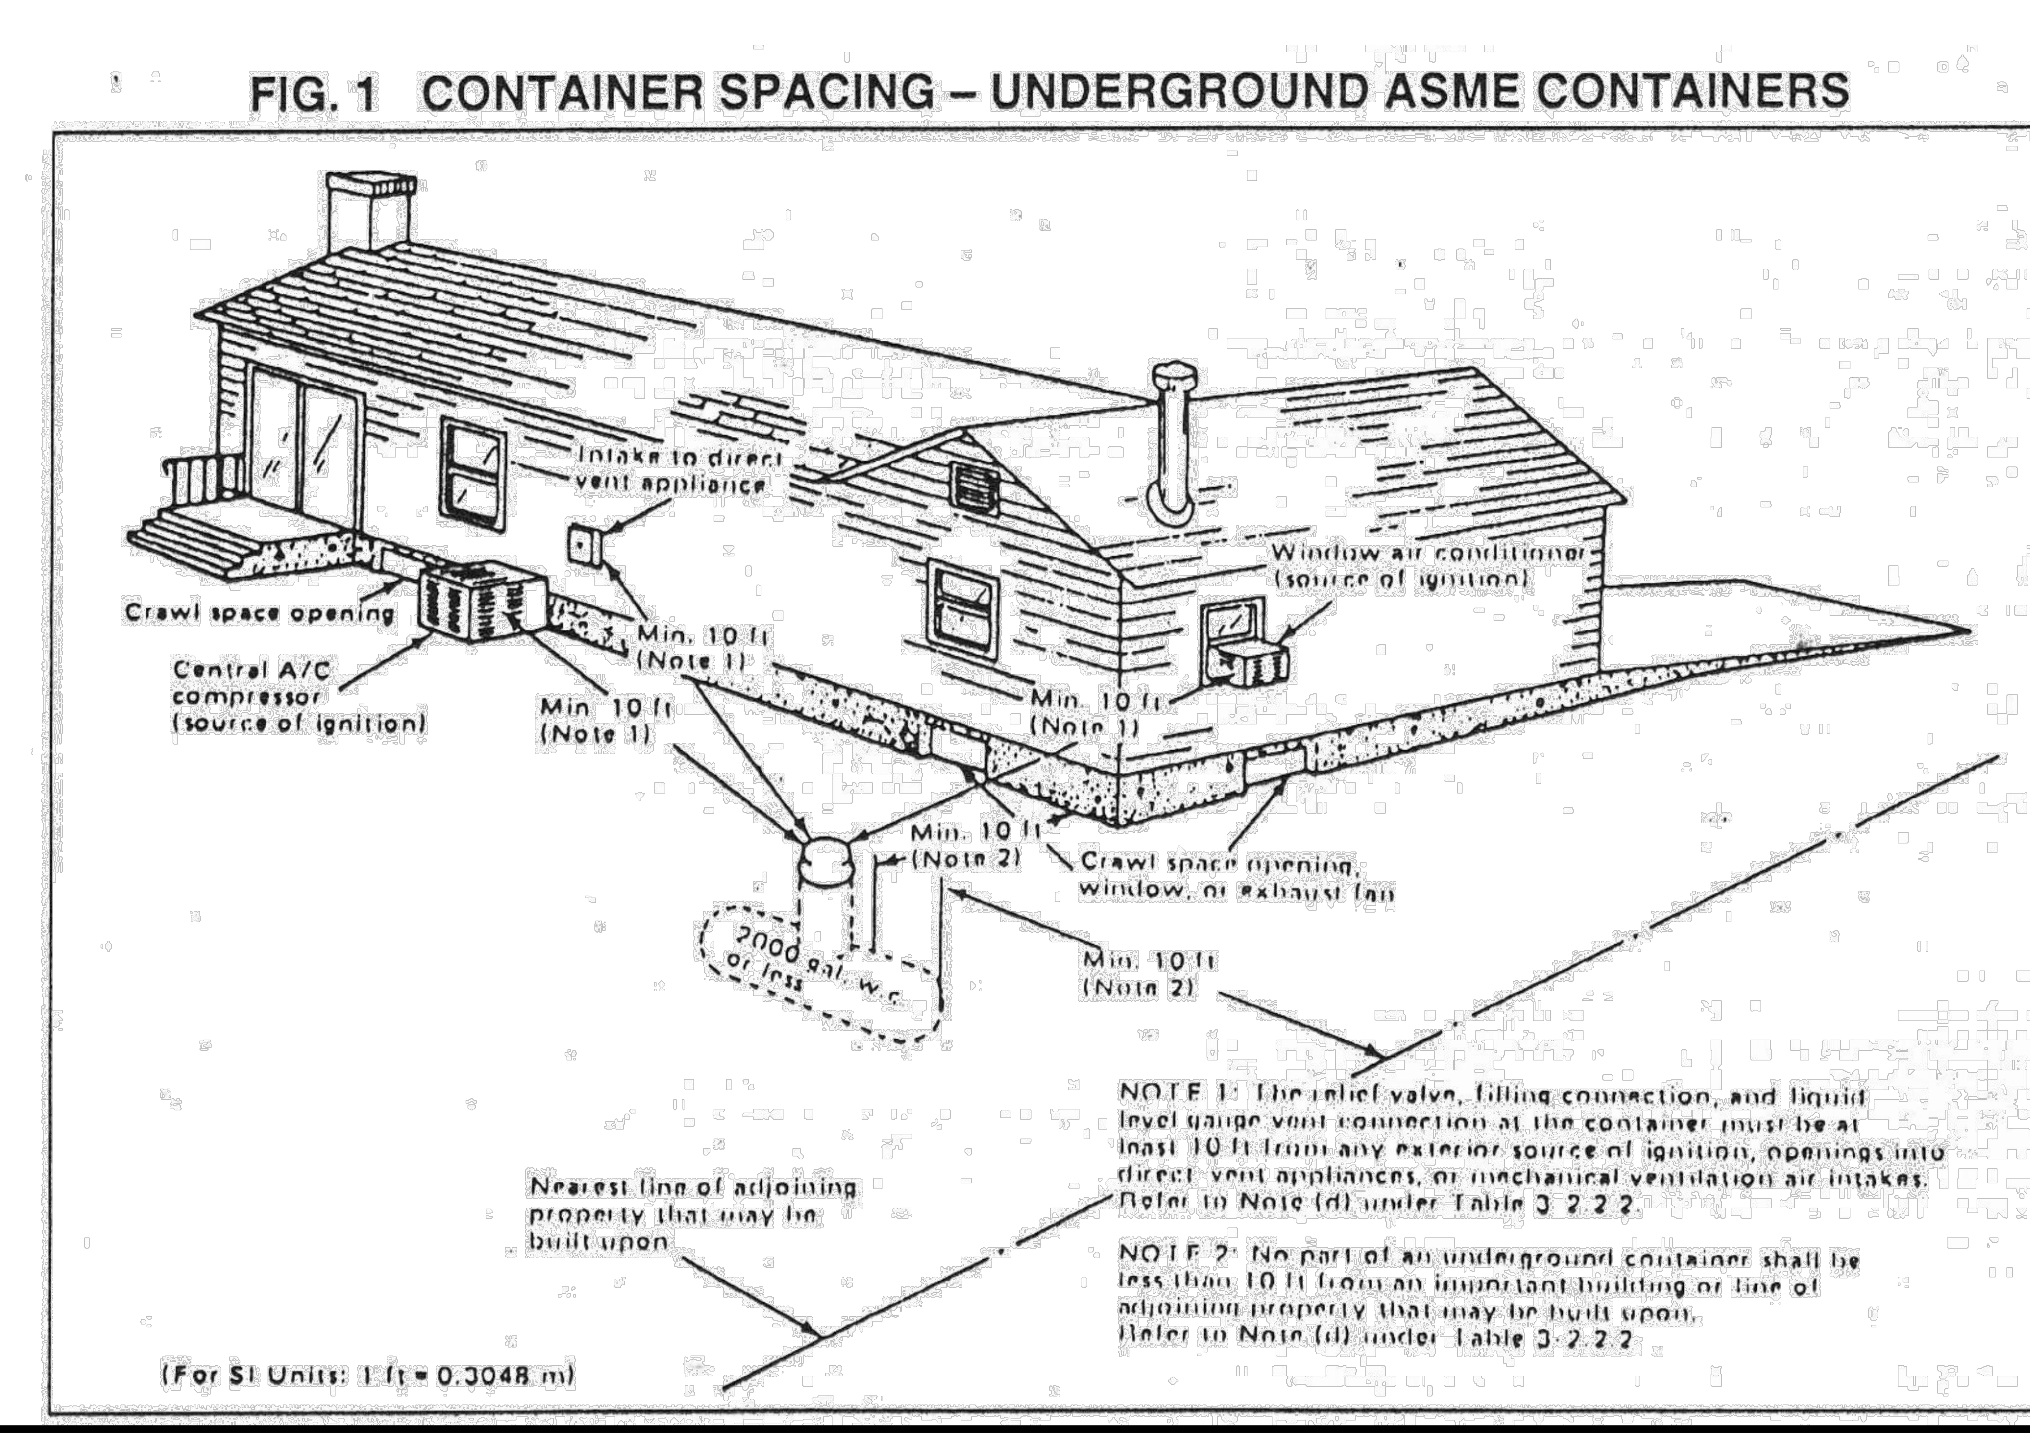 FIG. 1 CONTAINER SPACING – UNDERGROUND ASME CONTAINERS
Intake to direct
vent appliance
Window air conditioner
(source of ignition)
Crawl space opening
Central A/C
compressor
(source of ignition)
Min. 10 ft
(Note 1)
Min. 10 ft
(Note 1)
Min. 10 ft
(Note 1)
Min. 10 ft
(Note 2)
Crawl space opening,
window, or exhaust fan
2000 gal. w.c.
or less
Min. 10 ft
(Note 2)
NOTE 1: The relief valve, filling connection, and liquid
level gauge vent connection at the container must be at
least 10 ft from any exterior source of ignition, openings into
direct vent appliances, or mechanical ventilation air intakes.
Refer to Note (d) under Table 3-2.2.2.
Nearest line of adjoining
property that may be
built upon
NOTE 2: No part of an underground container shall be
less than 10 ft from an important building or line of
adjoining property that may be built upon.
Refer to Note (d) under Table 3-2.2.2
(For SI Units: 1 ft = 0.3048 m)